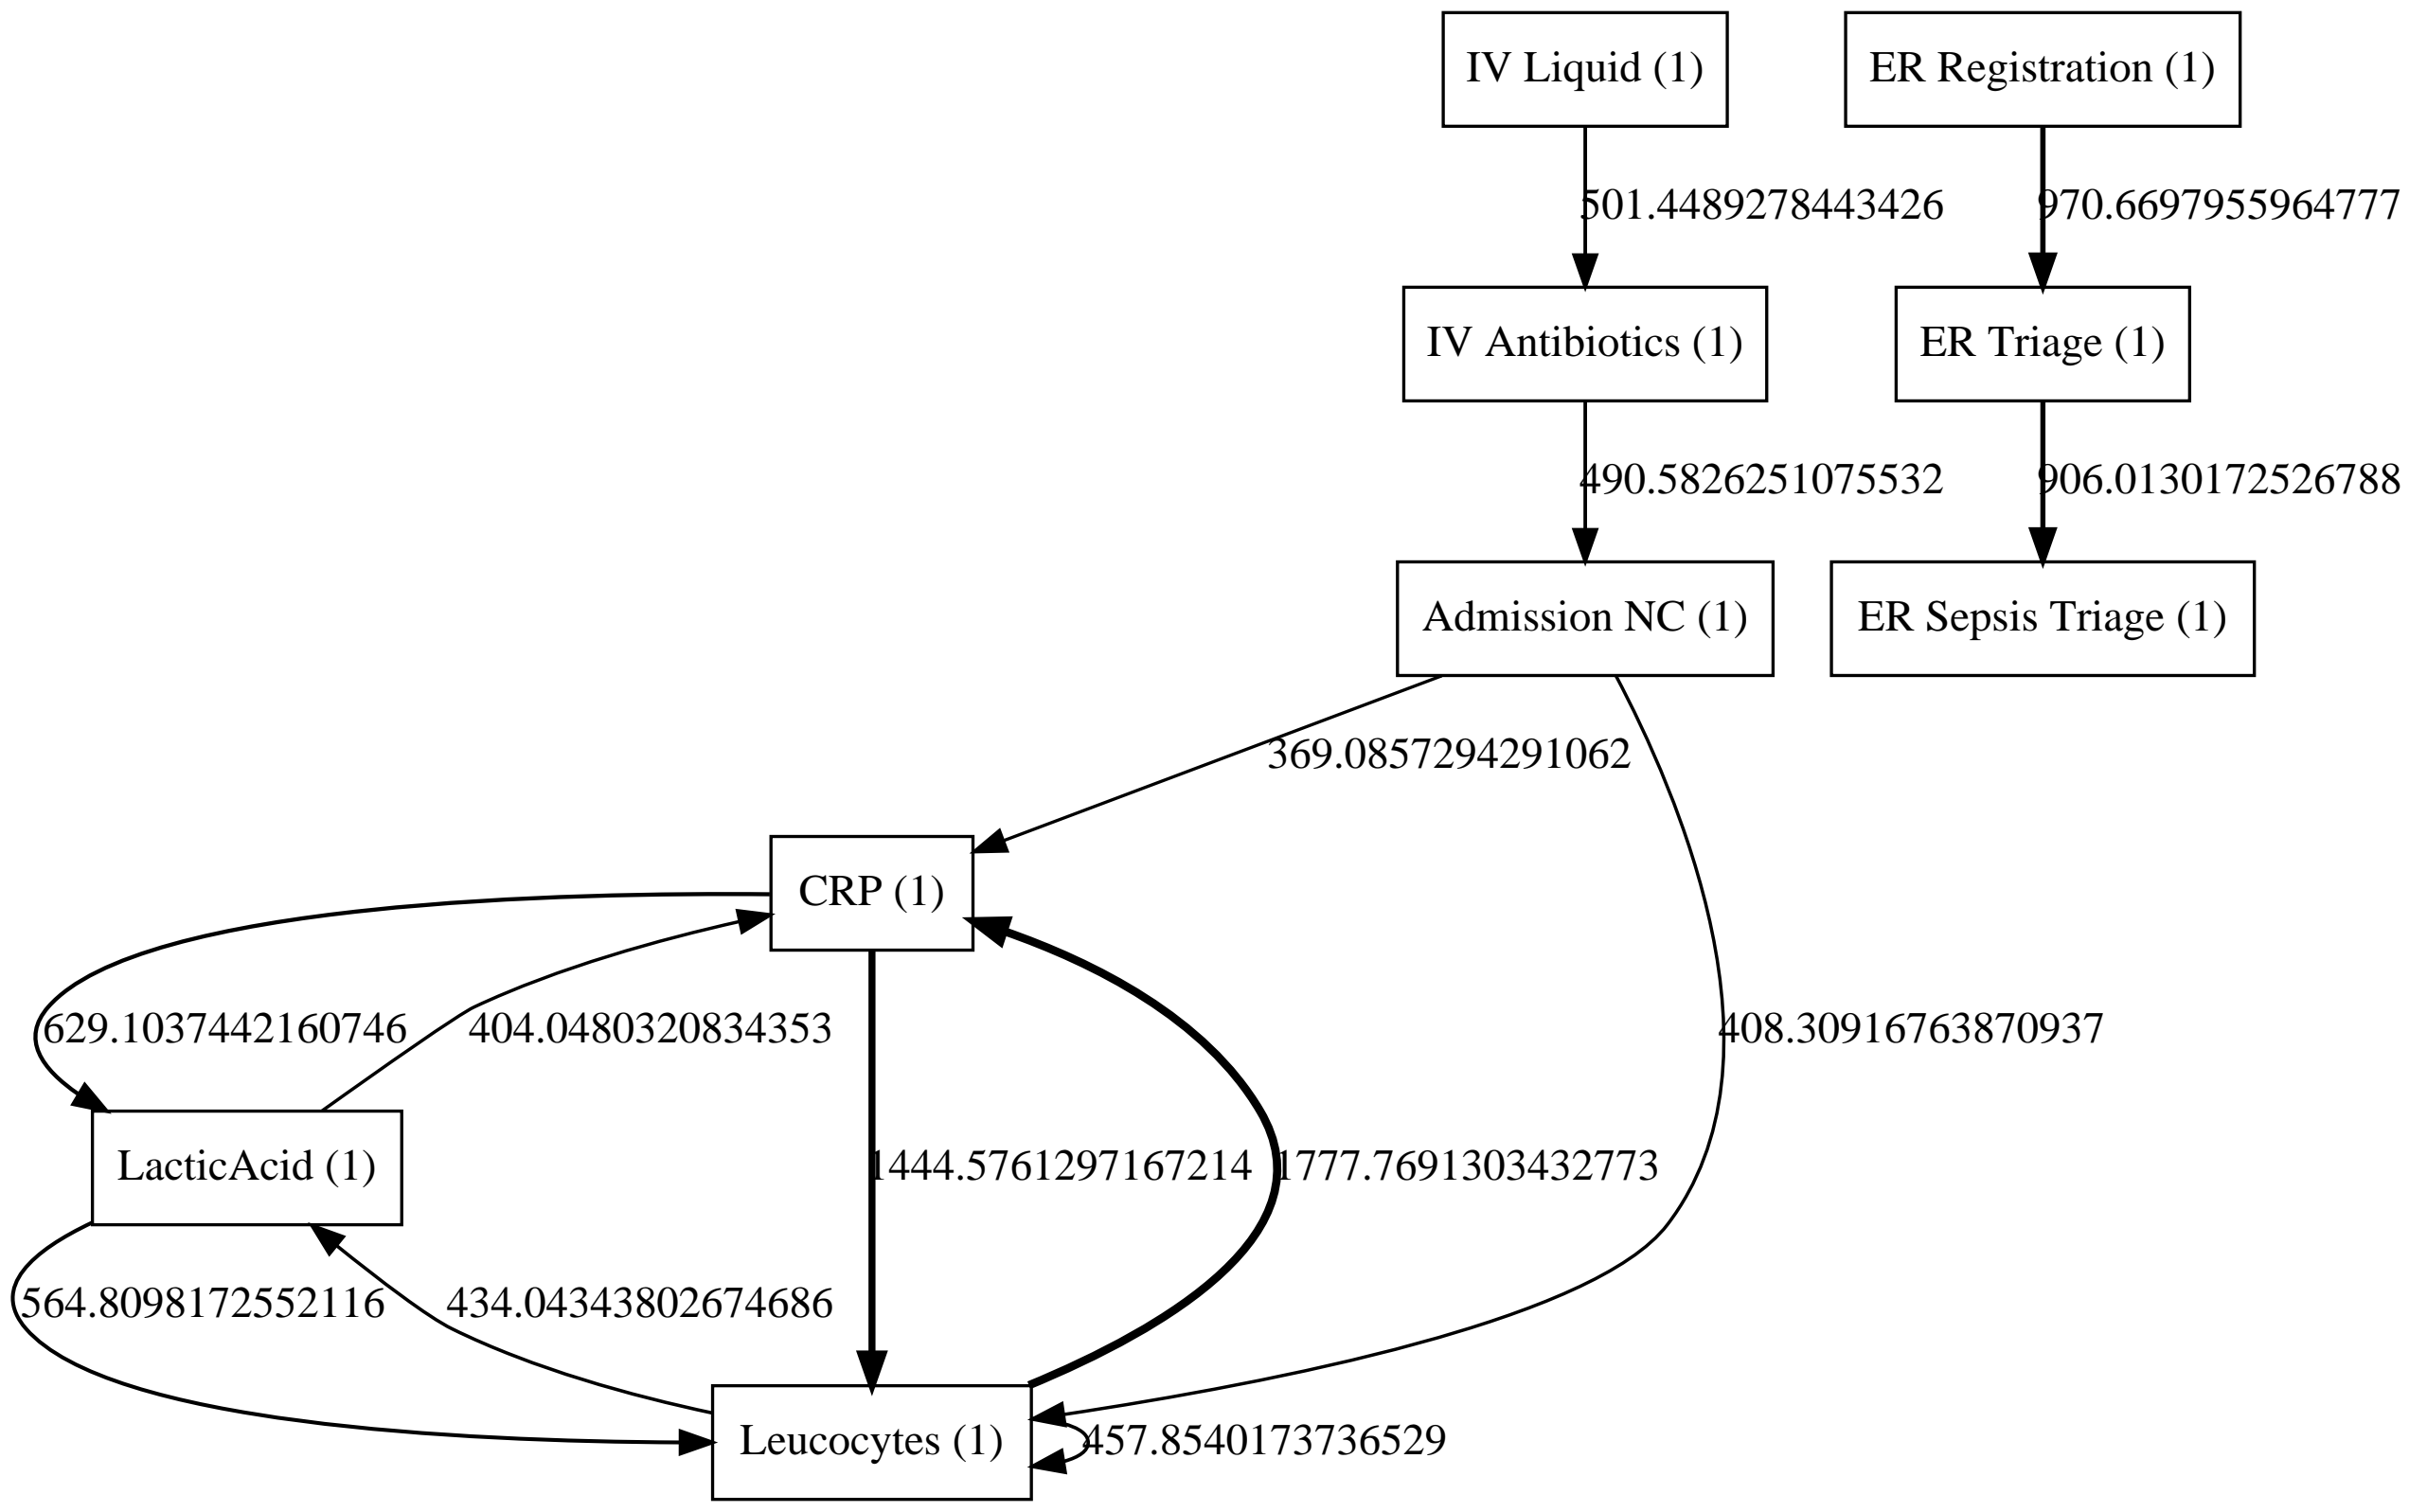 IV Liquid (1)
ER Registration (1)
501.4489278443426
970.6697955964777
IV Antibiotics (1)
ER Triage (1)
490.5826251075532
906.0130172526788
Admission NC (1)
ER Sepsis Triage (1)
369.0857294291062
CRP (1)
629.1037442160746
404.0480320834353
408.30916763870937
LacticAcid (1)
1444.5761297167214
1777.7691303432773
564.8098172552116
434.04343802674686
Leucocytes (1)
457.8540173736529